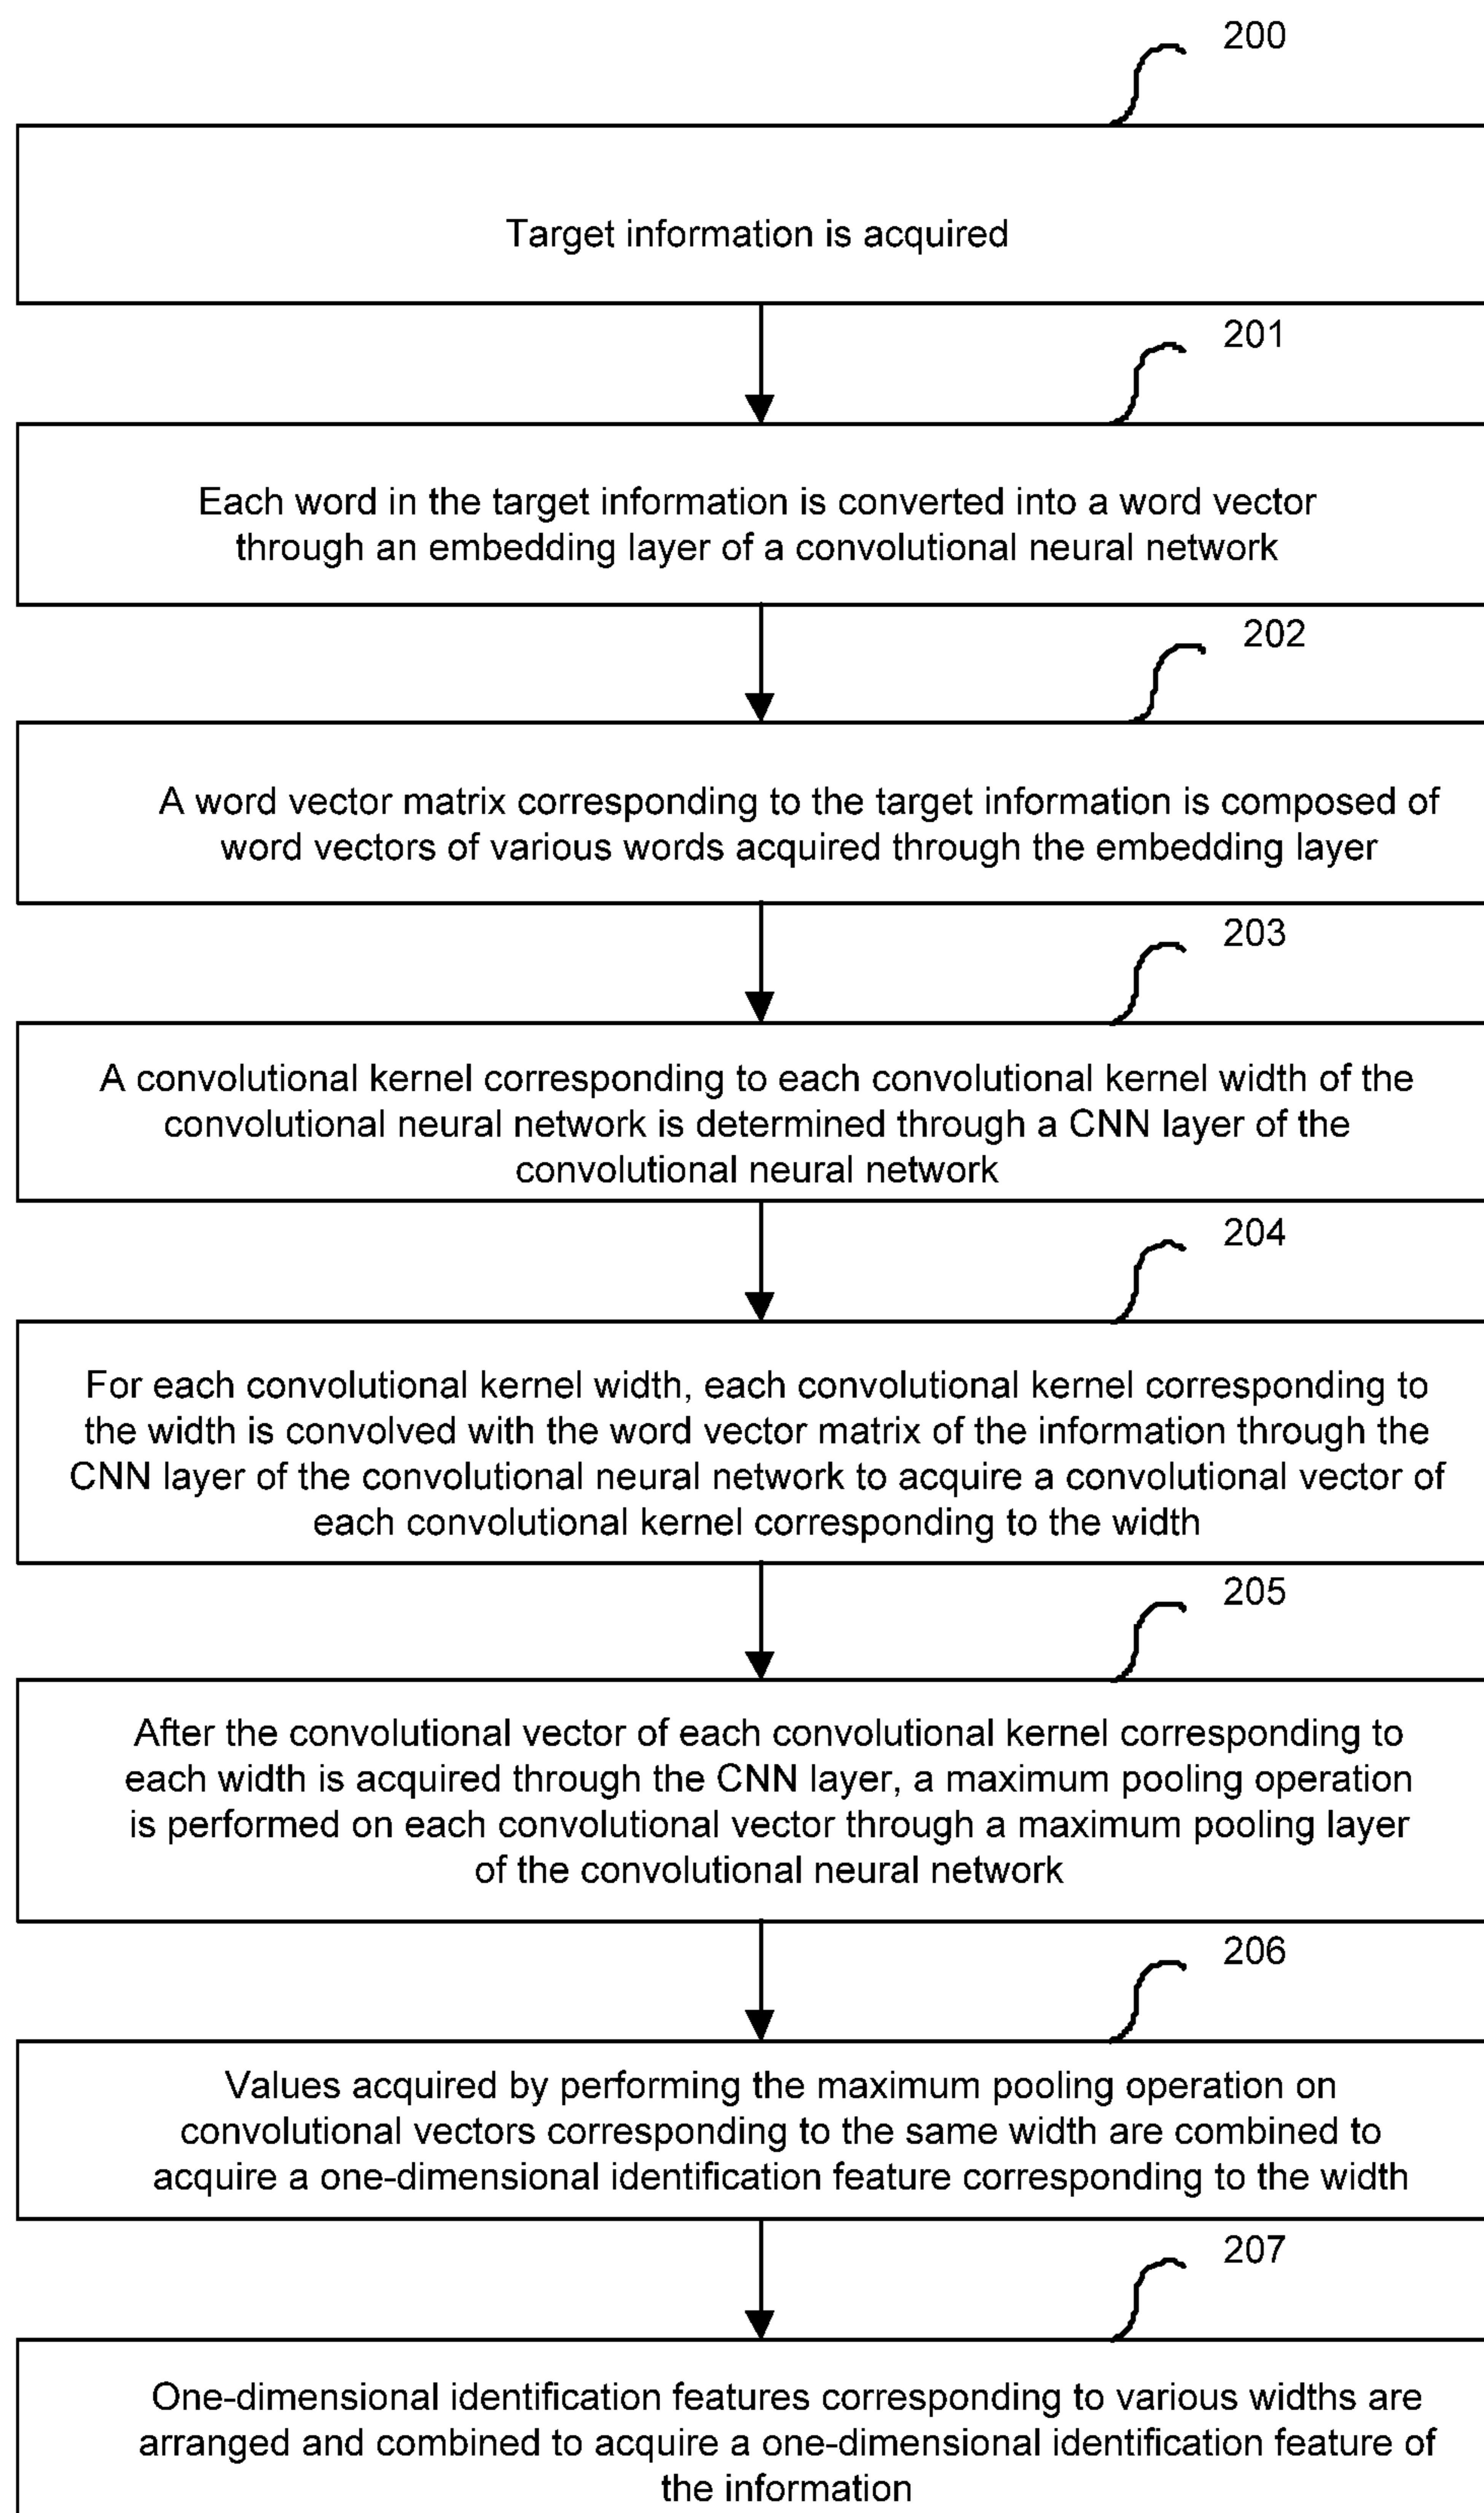 200
Target information is acquired
201
Each word in the target information is converted into a word vector
through an embedding layer of a convolutional neural network
202
A word vector matrix corresponding to the target information is composed of
word vectors of various words acquired through the embedding layer
203
A convolutional kernel corresponding to each convolutional kernel width of the
convolutional neural network is determined through a CNN layer of the
convolutional neural network
204
For each convolutional kernel width, each convolutional kernel corresponding to
the width is convolved with the word vector matrix of the information through the
CNN layer of the convolutional neural network to acquire a convolutional vector of
each convolutional kernel corresponding to the width
205
After the convolutional vector of each convolutional kernel corresponding to
each width is acquired through the CNN layer, a maximum pooling operation
is performed on each convolutional vector through a maximum pooling layer
of the convolutional neural network
206
Values acquired by performing the maximum pooling operation on
convolutional vectors corresponding to the same width are combined to
acquire a one-dimensional identification feature corresponding to the width
207
One-dimensional identification features corresponding to various widths are
arranged and combined to acquire a one-dimensional identification feature of
the information